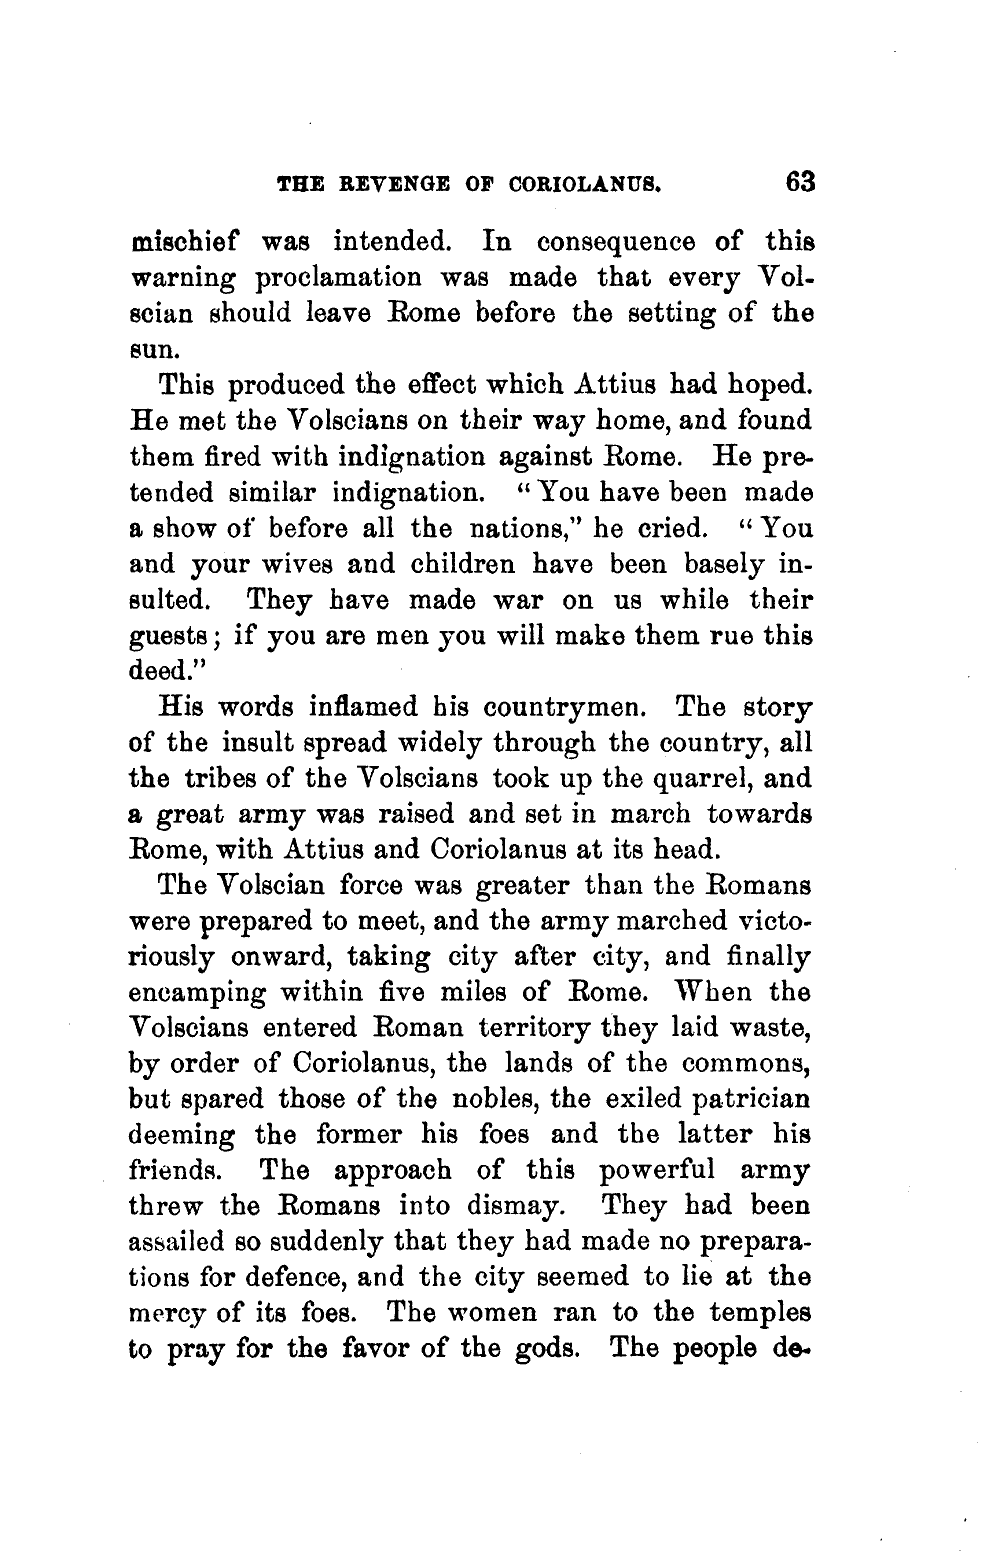 THE REVENGE OF CORIOLANUS. 63
mischief was intended. In consequence of this
warning proclamation was made that every Vol-
scian should leave Rome before the setting of the
sun.
This produced the effect which Attius had hoped.
He met the Volscians on their way home, and found
them fired with indignation against Rome. He pre-
tended similar indignation. “You have been made
a show of before all the nations,” he cried. “You
and your wives and children have been basely in-
sulted. They have made war on us while their
guests; if you are men you will make them rue this
deed.”
His words inflamed his countrymen. The story
of the insult spread widely through the country, all
the tribes of the Volscians took up the quarrel, and
a great army was raised and set in march towards
Rome, with Attius and Coriolanus at its head.
The Volscian force was greater than the Romans
were prepared to meet, and the army marched victo-
riously onward, taking city after city, and finally
encamping within five miles of Rome. When the
Volscians entered Roman territory they laid waste,
by order of Coriolanus, the lands of the commons,
but spared those of the nobles, the exiled patrician
deeming the former his foes and the latter his
friends. The approach of this powerful army
threw the Romans into dismay. They had been
assailed so suddenly that they had made no prepara-
tions for defence, and the city seemed to lie at the
mercy of its foes. The women ran to the temples
to pray for the favor of the gods. The people de-